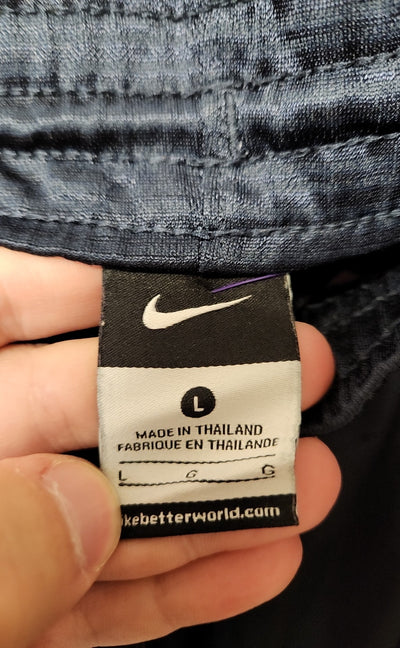 L
MADE IN THAILAND
FABRIQUE EN THAILANDE
L G G
kebetterworld.com